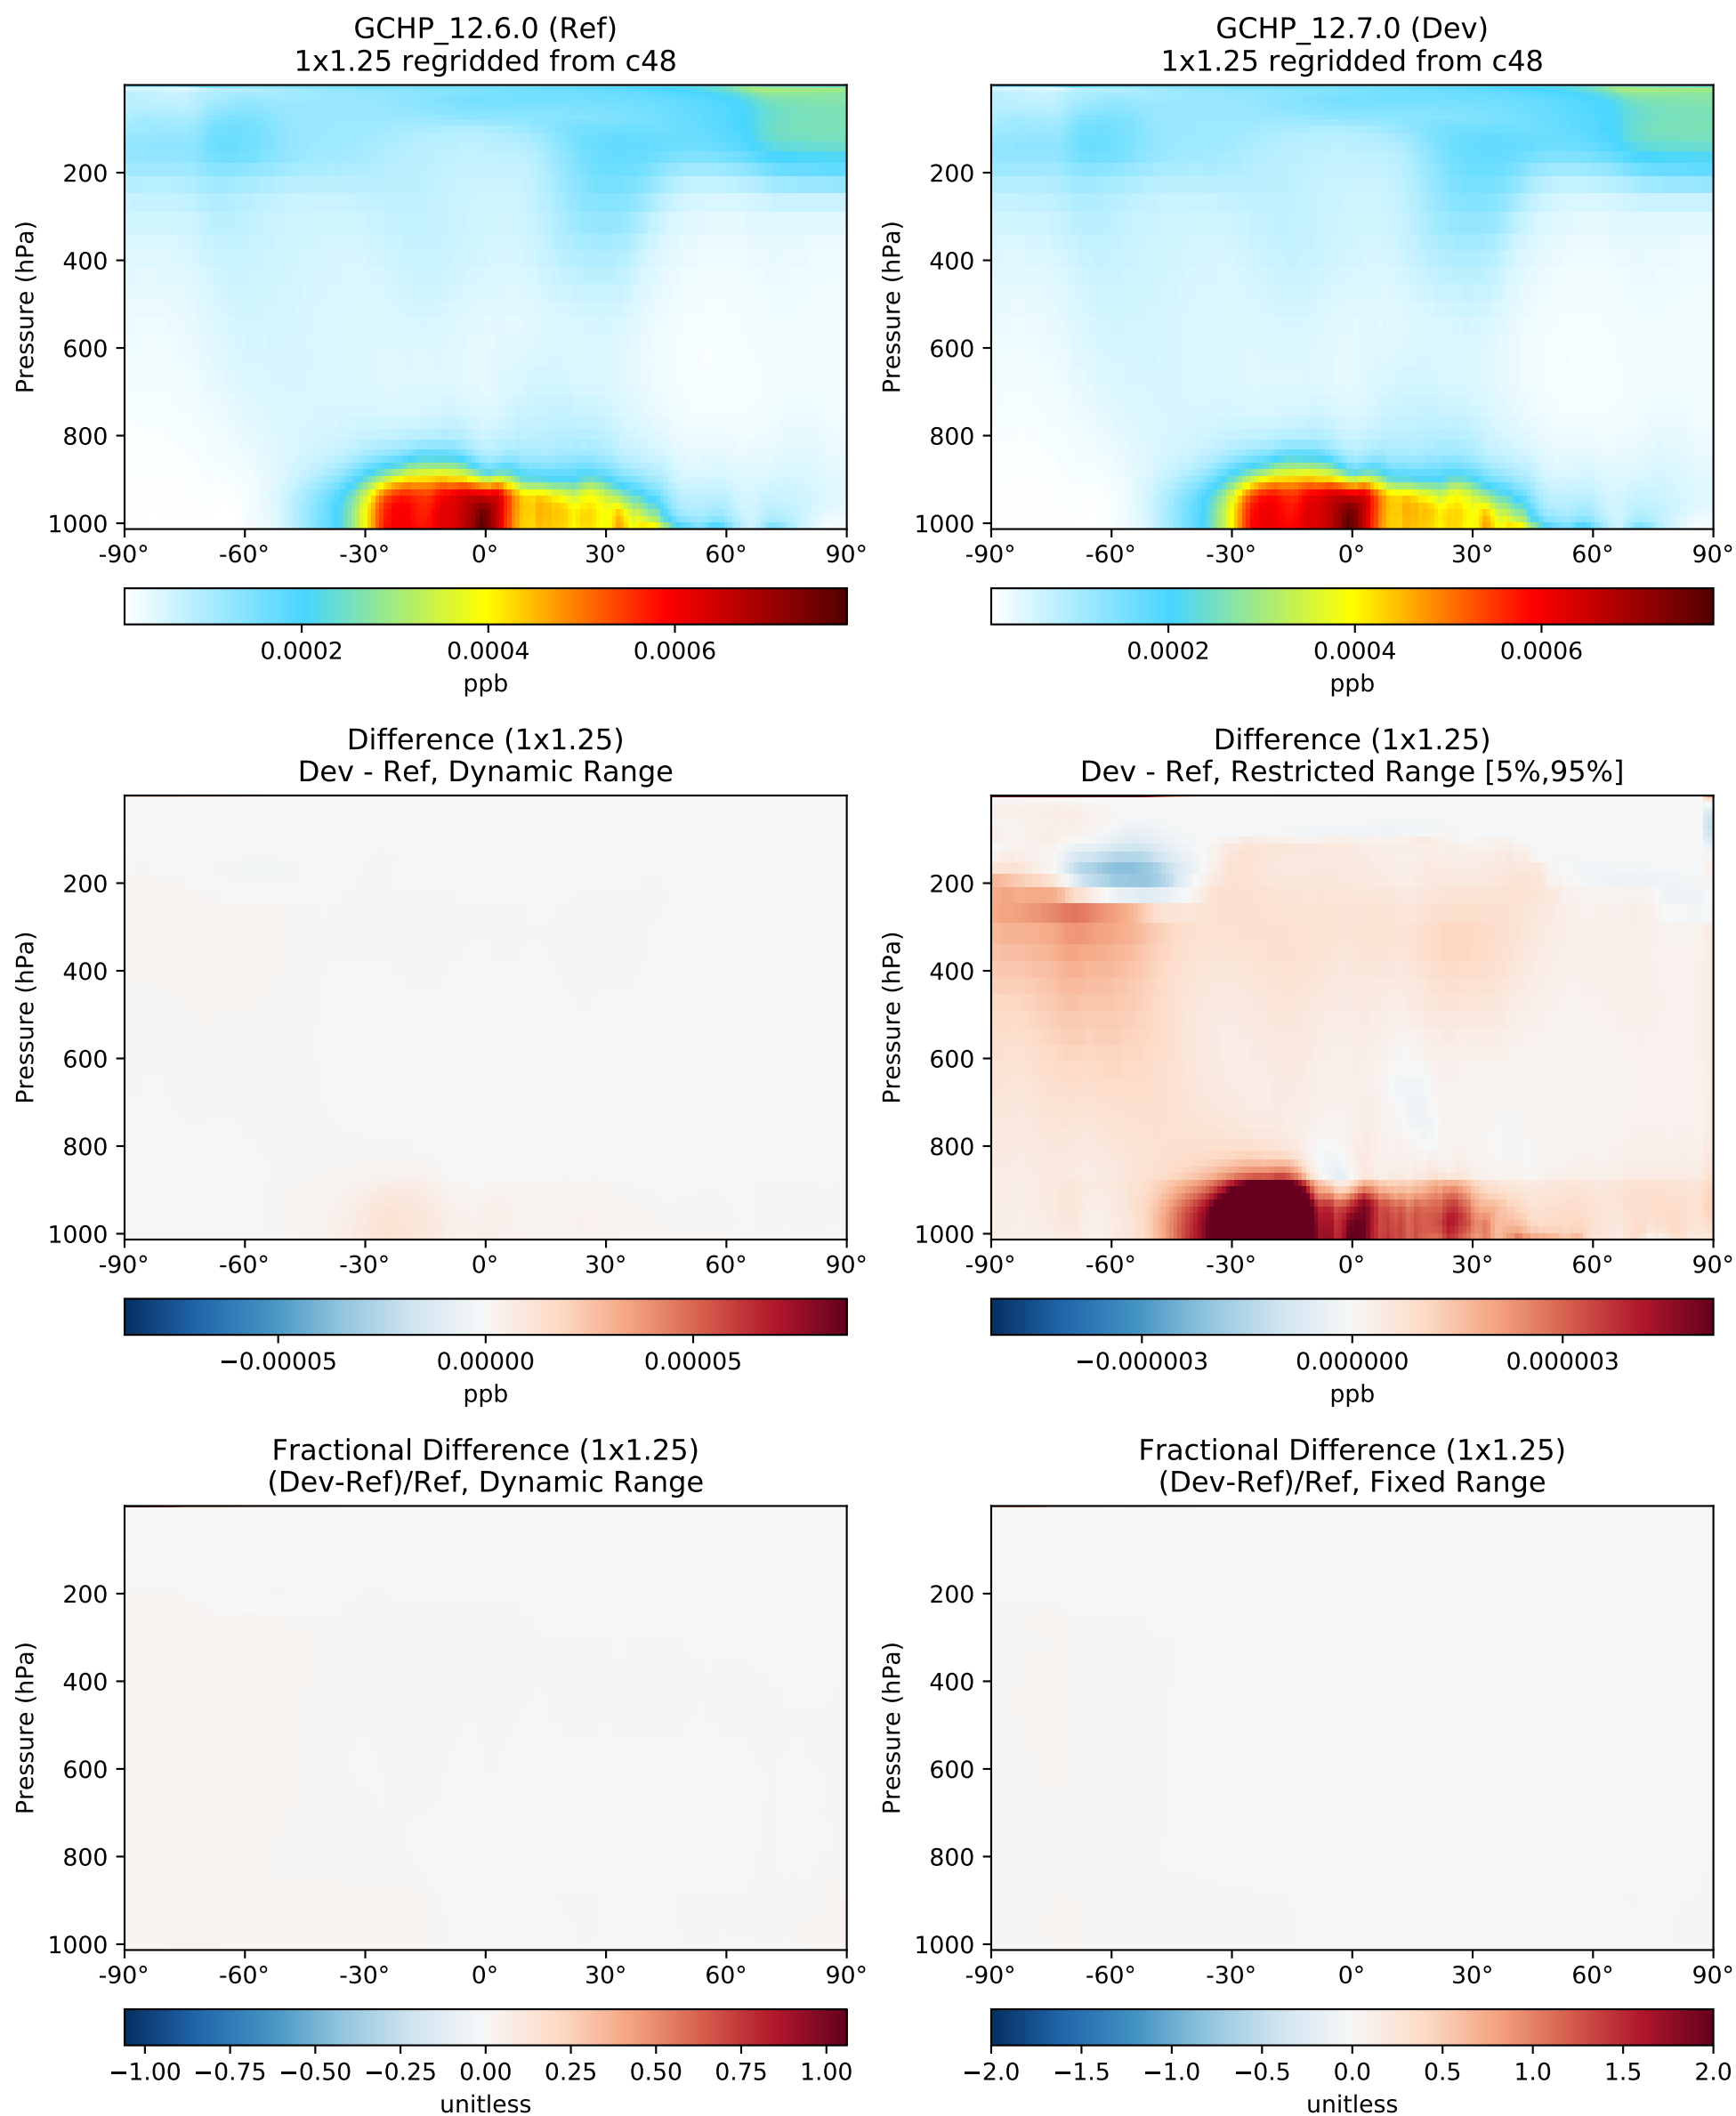 GCHP_12.6.0 (Ref)
1x1.25 regridded from c48
Pressure (hPa)
200
400
600
800
1000
-90° -60° -30° 0° 30° 60° 90°
0.0002 0.0004 0.0006
ppb
GCHP_12.7.0 (Dev)
1x1.25 regridded from c48
Pressure (hPa)
200
400
600
800
1000
-90° -60° -30° 0° 30° 60° 90°
0.0002 0.0004 0.0006
ppb
Difference (1x1.25)
Dev - Ref, Dynamic Range
Pressure (hPa)
200
400
600
800
1000
-90° -60° -30° 0° 30° 60° 90°
−0.00005 0.00000 0.00005
ppb
Difference (1x1.25)
Dev - Ref, Restricted Range [5%,95%]
Pressure (hPa)
200
400
600
800
1000
-90° -60° -30° 0° 30° 60° 90°
−0.000003 0.000000 0.000003
ppb
Fractional Difference (1x1.25)
(Dev-Ref)/Ref, Dynamic Range
Pressure (hPa)
200
400
600
800
1000
-90° -60° -30° 0° 30° 60° 90°
−1.00 −0.75 −0.50 −0.25 0.00 0.25 0.50 0.75 1.00
unitless
Fractional Difference (1x1.25)
(Dev-Ref)/Ref, Fixed Range
Pressure (hPa)
200
400
600
800
1000
-90° -60° -30° 0° 30° 60° 90°
−2.0 −1.5 −1.0 −0.5 0.0 0.5 1.0 1.5 2.0
unitless